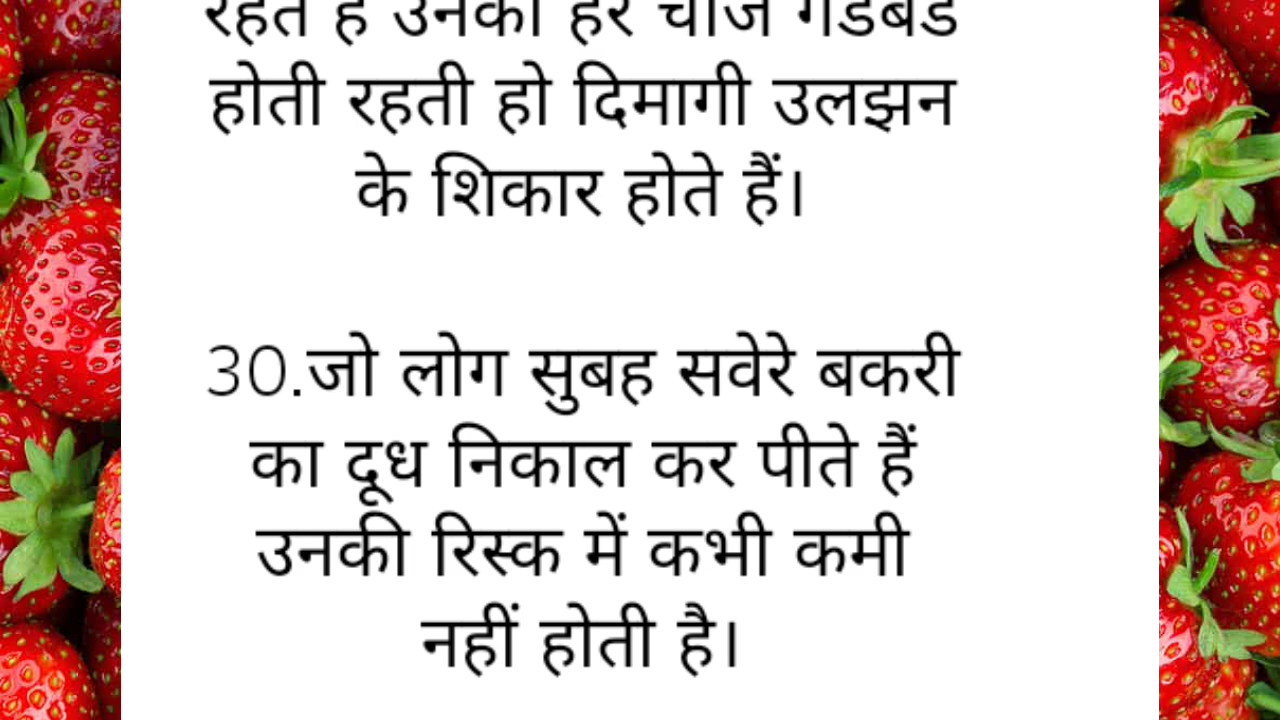 रहते हैं उनकी हर चीज गडबड
होती रहती हो दिमागी उलझन
के शिकार होते हैं।
30.जो लोग सुबह सवेरे बकरी
का दूध निकाल कर पीते हैं
उनकी रिस्क में कभी कमी
नहीं होती है।